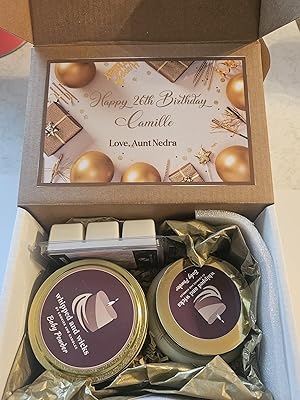 Happy 26th Birthday
Camille
Love, Aunt Nedra
whipped and wicks
Baby Powder
whipped and wicks
Baby Powder